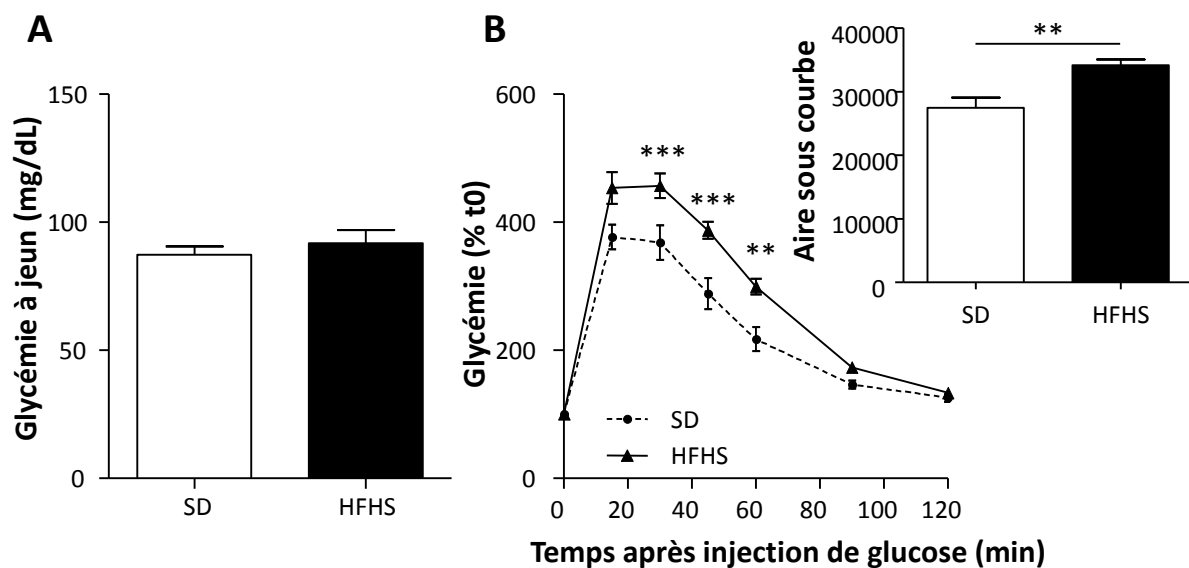 A
Glycémie à jeun (mg/dL)
150
100
50
0
SD
HFHS
B
Glycémie (% t0)
600
400
200
0
***
***
**
SD
HFHS
0 20 40 60 80 100 120
Temps après injection de glucose (min)
Aire sous courbe
40000
30000
20000
10000
0
**
SD
HFHS